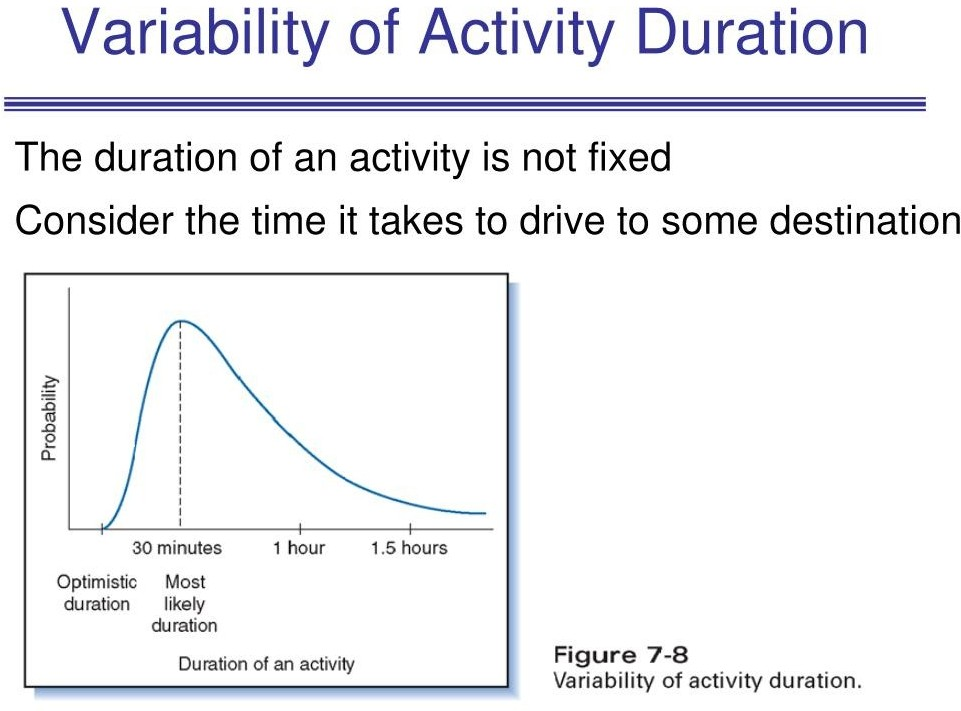 Variability of Activity Duration
The duration of an activity is not fixed
Consider the time it takes to drive to some destination
Probability
30 minutes 1 hour 1.5 hours
Optimistic Most
duration likely
duration
Duration of an activity
Figure 7-8
Variability of activity duration.